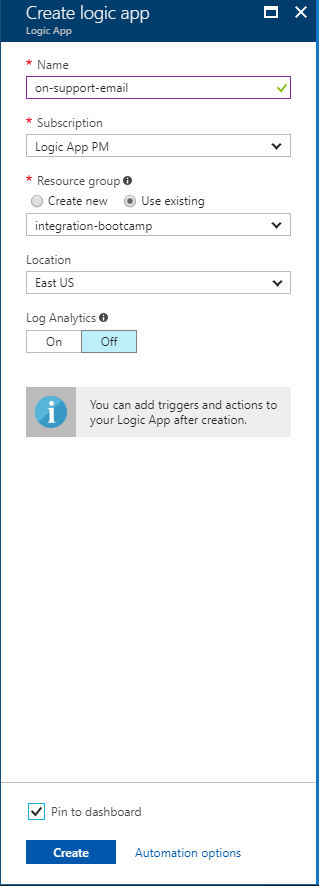 Create logic app
Logic App
* Name
on-support-email
* Subscription
Logic App PM
* Resource group
Create new
Use existing
integration-bootcamp
Location
East US
Log Analytics
On
Off
You can add triggers and actions to
your Logic App after creation.
Pin to dashboard
Create
Automation options